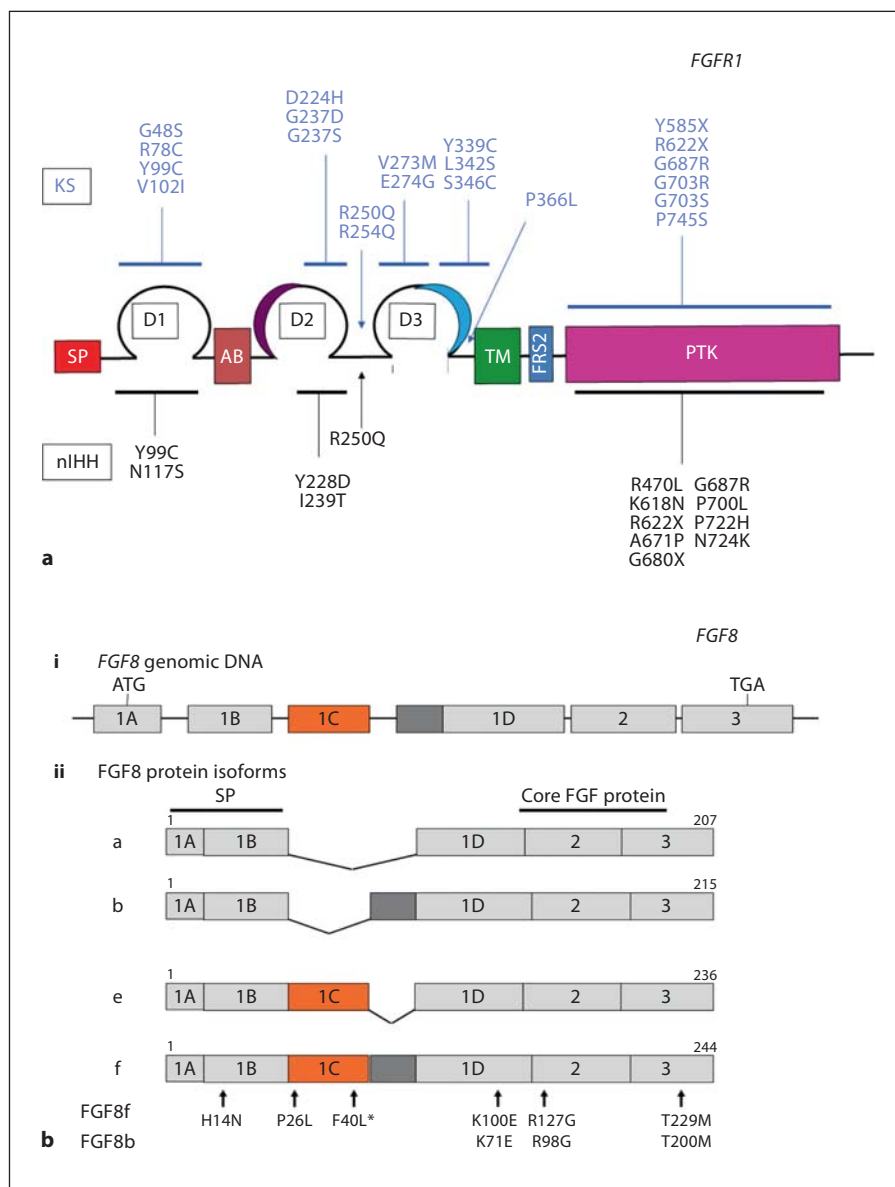 FGFR1
D224H
G237D
G237S
G48S
R78C
Y99C
V102I
Y339C
L342S
S346C
V273M
E274G
Y585X
R622X
G687R
G703R
G703S
P745S
KS
P366L
R250Q
R254Q
D1
D2
D3
SP
AB
TM
FRS2
PTK
nIHH
Y99C
N117S
R250Q
Y228D
I239T
R470L G687R
K618N P700L
R622X P722H
A671P N724K
G680X
a
FGF8
i FGF8 genomic DNA
ATG
TGA
1A 1B 1C 1D 2 3
ii FGF8 protein isoforms
SP
Core FGF protein
1 207
a 1A 1B 1D 2 3
1 215
b 1A 1B 1D 2 3
1 236
e 1A 1B 1C 1D 2 3
1 244
f 1A 1B 1C 1D 2 3
FGF8f H14N P26L F40L* K100E R127G T229M
b FGF8b K71E R98G T200M